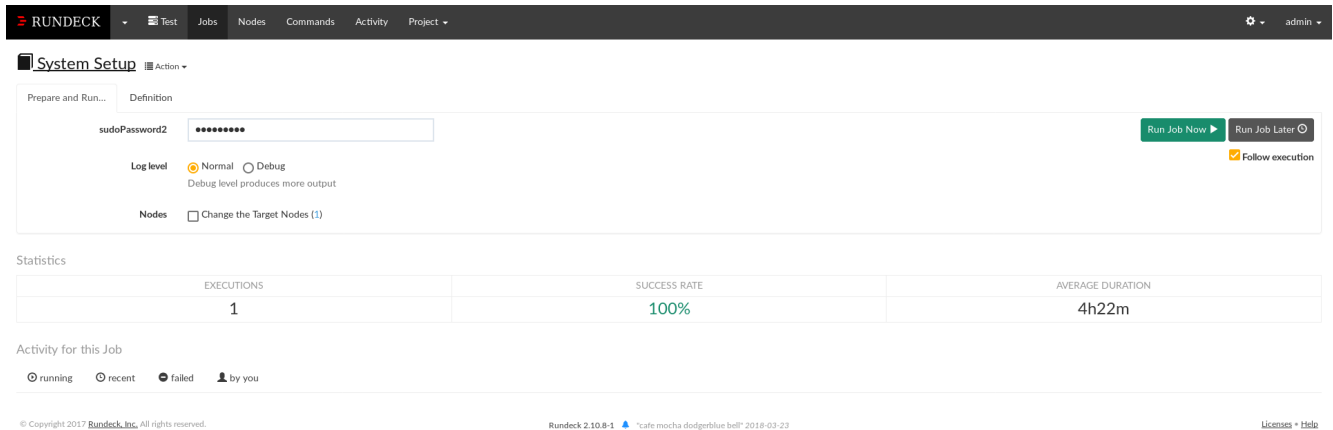 RUNDECK Test Jobs Nodes Commands Activity Project admin
System Setup Action
Prepare and Run... Definition
sudoPassword2 ●●●●●●●●● Run Job Now Run Job Later
Log level Normal Debug Follow execution
Debug level produces more output
Nodes Change the Target Nodes (1)
Statistics
EXECUTIONS SUCCESS RATE AVERAGE DURATION
1 100% 4h22m
Activity for this Job
running recent failed by you
© Copyright 2017 Rundeck, Inc. All rights reserved. Rundeck 2.10.8-1 "cafe mocha dodgerblue bell" 2018-03-23 Licenses • Help